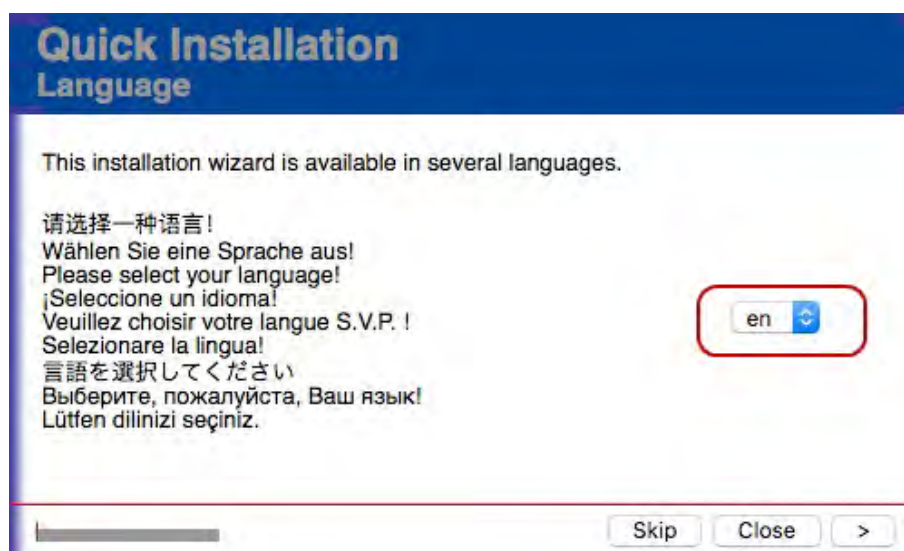 Quick Installation
Language
This installation wizard is available in several languages.
请选择一种语言!
Wählen Sie eine Sprache aus!
Please select your language!
¡Seleccione un idioma!
Veuillez choisir votre langue S.V.P. !
Selezionare la lingua!
言語を選択してください
Выберите, пожалуйста, Ваш язык!
Lütfen dilinizi seçiniz.
en
Skip Close >